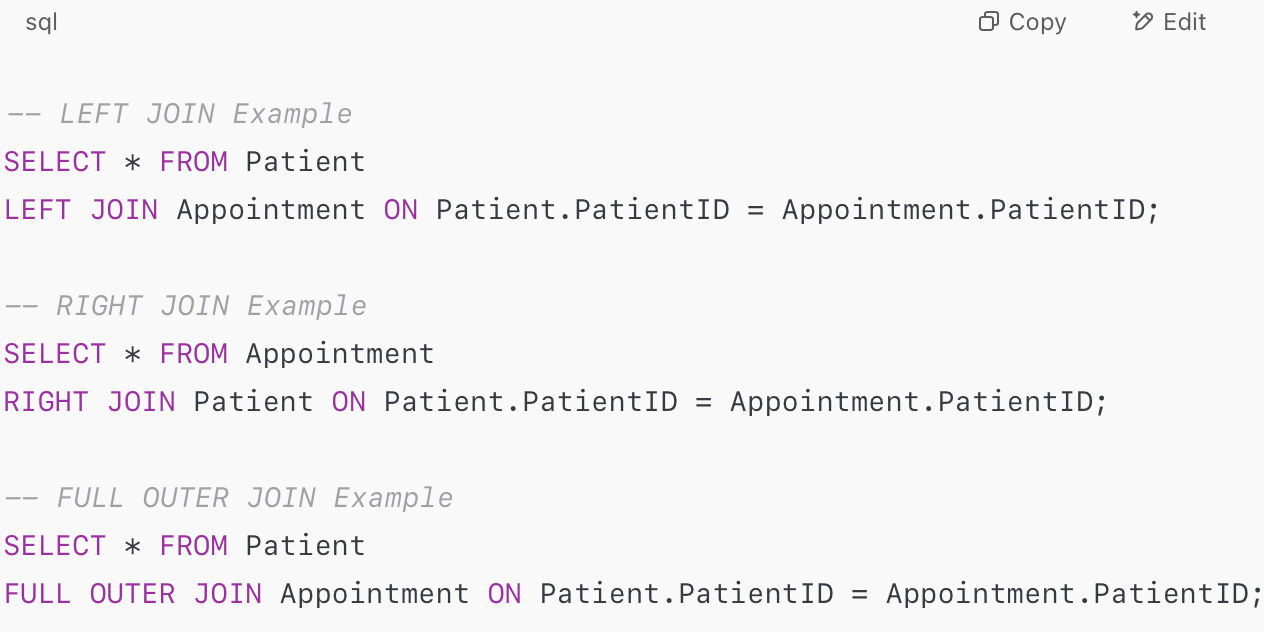 sql Copy Edit
-- LEFT JOIN Example
SELECT * FROM Patient
LEFT JOIN Appointment ON Patient.PatientID = Appointment.PatientID;
-- RIGHT JOIN Example
SELECT * FROM Appointment
RIGHT JOIN Patient ON Patient.PatientID = Appointment.PatientID;
-- FULL OUTER JOIN Example
SELECT * FROM Patient
FULL OUTER JOIN Appointment ON Patient.PatientID = Appointment.PatientID;